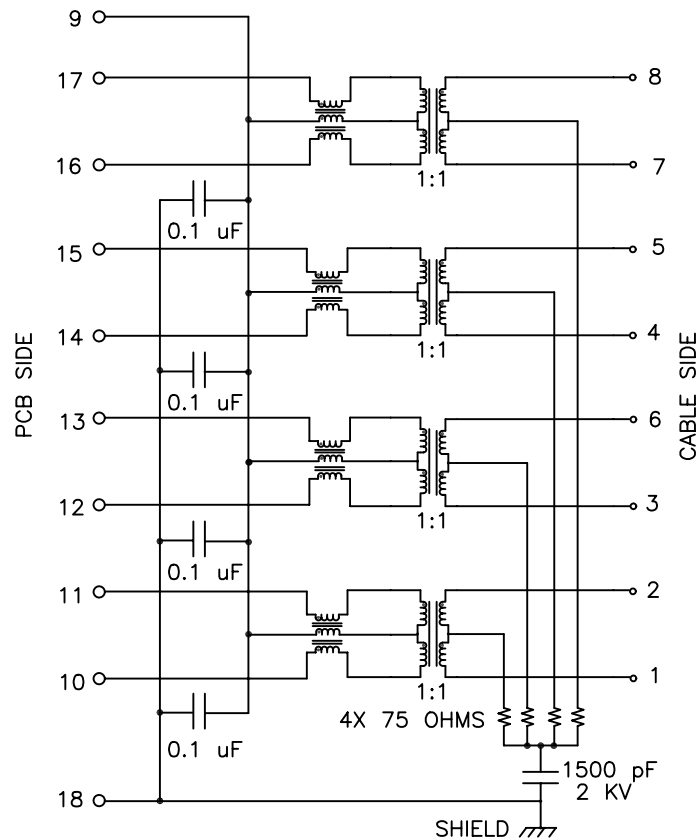 9
17
8
16
7
1:1
0.1 uF
15
5
14
4
1:1
PCB SIDE
CABLE SIDE
0.1 uF
13
6
12
3
1:1
0.1 uF
11
2
10
1
1:1
4X 75 OHMS
0.1 uF
1500 pF
2 KV
18
SHIELD